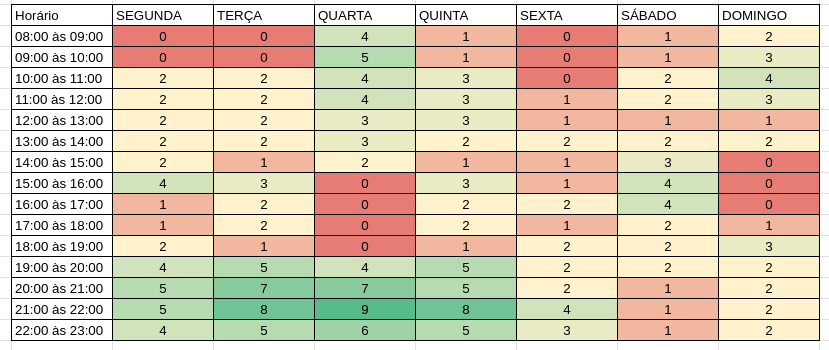 Horário SEGUNDA TERÇA QUARTA QUINTA SEXTA SÁBADO DOMINGO
08:00 às 09:00 0 0 4 1 0 1 2
09:00 às 10:00 0 0 5 1 0 1 3
10:00 às 11:00 2 2 4 3 0 2 4
11:00 às 12:00 2 2 4 3 1 2 3
12:00 às 13:00 2 2 3 3 1 1 1
13:00 às 14:00 2 2 3 2 2 2 2
14:00 às 15:00 2 1 2 1 1 3 0
15:00 às 16:00 4 3 0 3 1 4 0
16:00 às 17:00 1 2 0 2 2 4 0
17:00 às 18:00 1 2 0 2 1 2 1
18:00 às 19:00 2 1 0 1 2 2 3
19:00 às 20:00 4 5 4 5 2 2 2
20:00 às 21:00 5 7 7 5 2 1 2
21:00 às 22:00 5 8 9 8 4 1 2
22:00 às 23:00 4 5 6 5 3 1 2